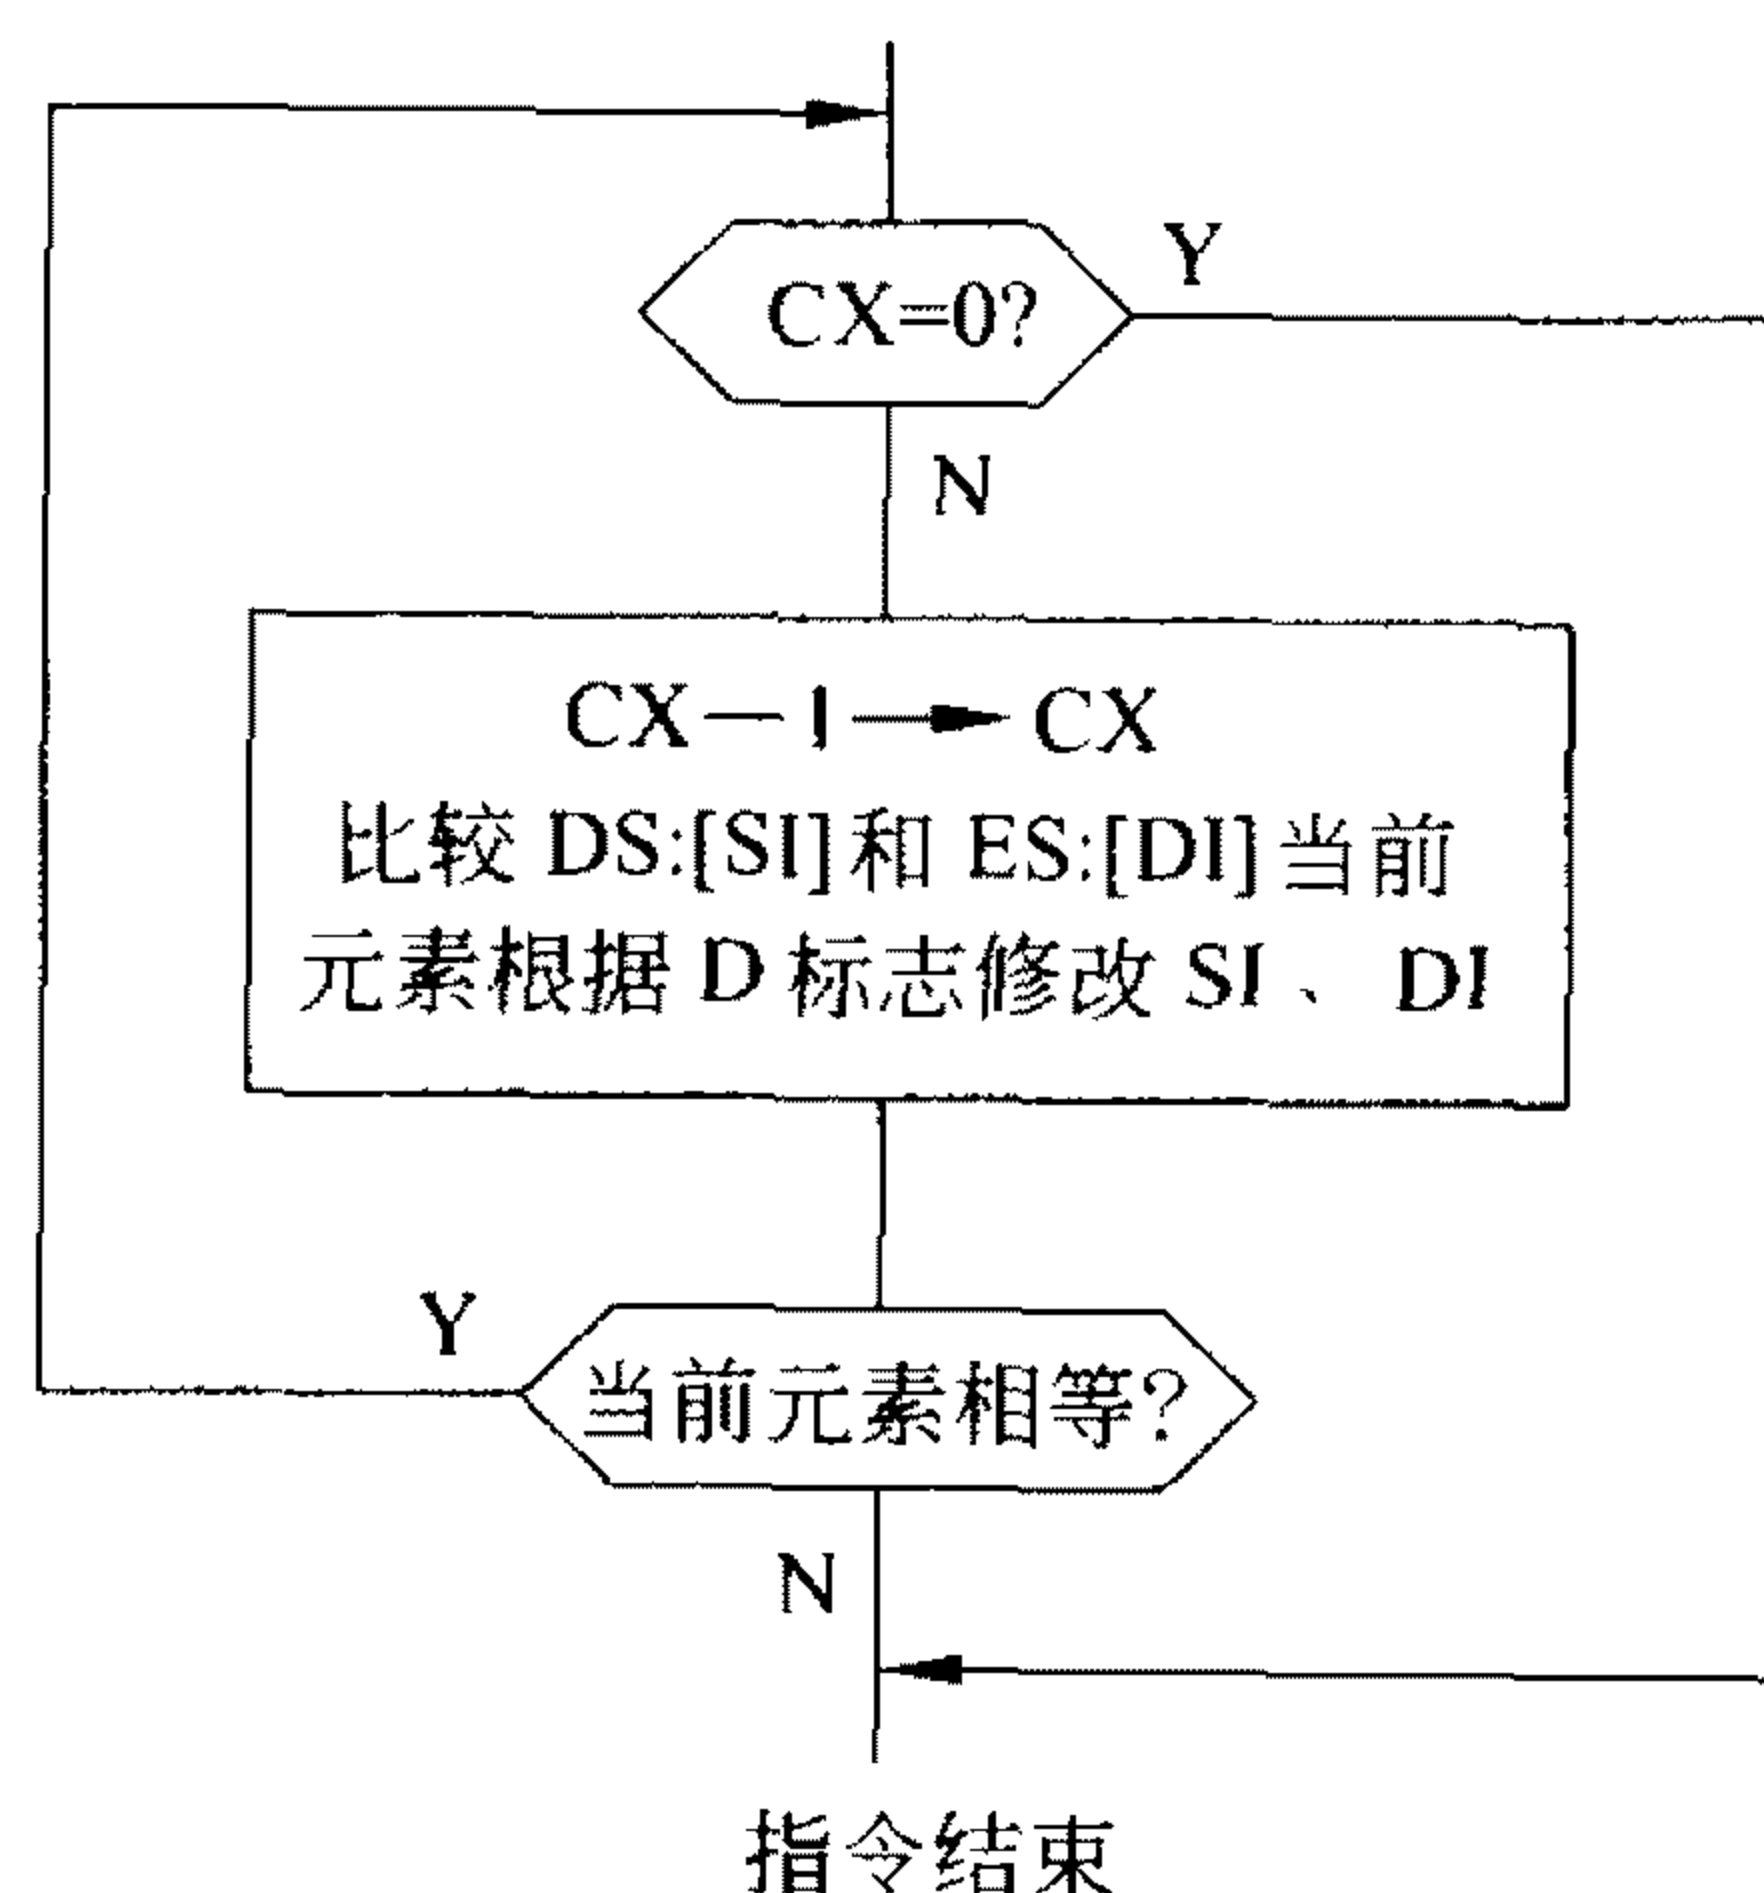 CX=0?
Y
N
CX—1→CX
比较 DS:[SI]和 ES:[DI]当前
元素根据 D 标志修改 SI、DI
Y
当前元素相等?
N
指令结束